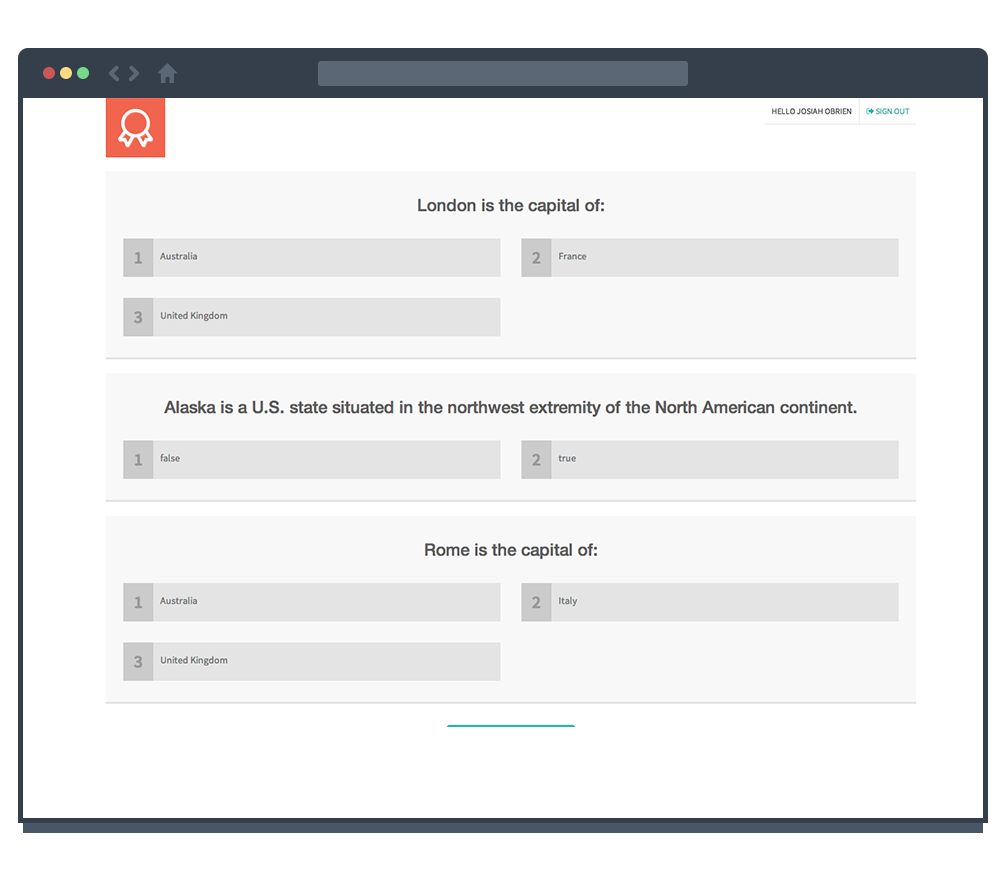 HELLO JOSIAH OBRIEN SIGN OUT
London is the capital of:
1 Australia 2 France
3 United Kingdom
Alaska is a U.S. state situated in the northwest extremity of the North American continent.
1 false 2 true
Rome is the capital of:
1 Australia 2 Italy
3 United Kingdom